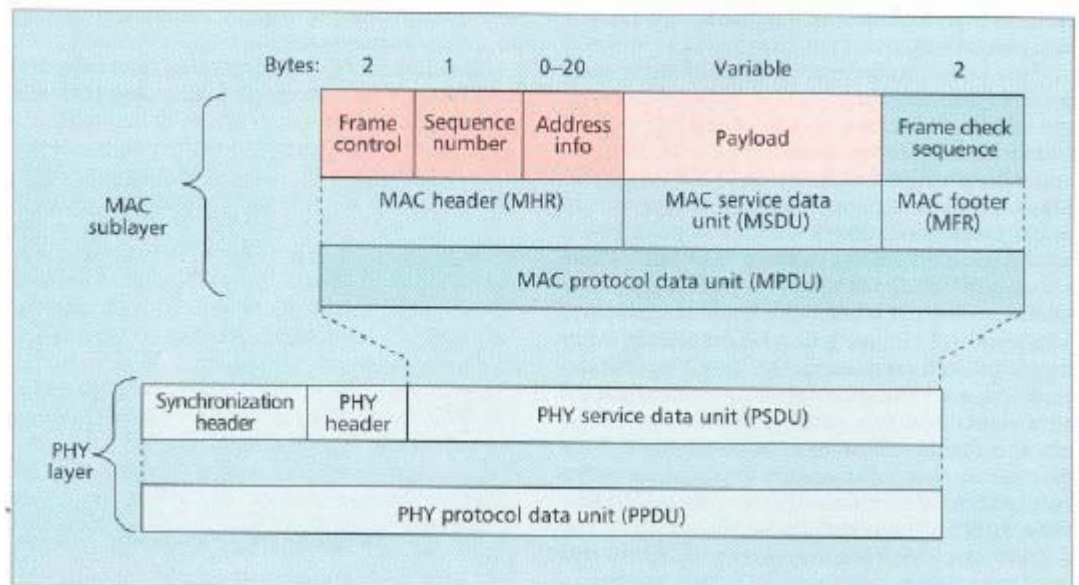 Bytes: 2 1 0–20 Variable 2
Frame control
Sequence number
Address info
Payload
Frame check sequence
MAC sublayer
MAC header (MHR)
MAC service data unit (MSDU)
MAC footer (MFR)
MAC protocol data unit (MPDU)
PHY layer
Synchronization header
PHY header
PHY service data unit (PSDU)
PHY protocol data unit (PPDU)